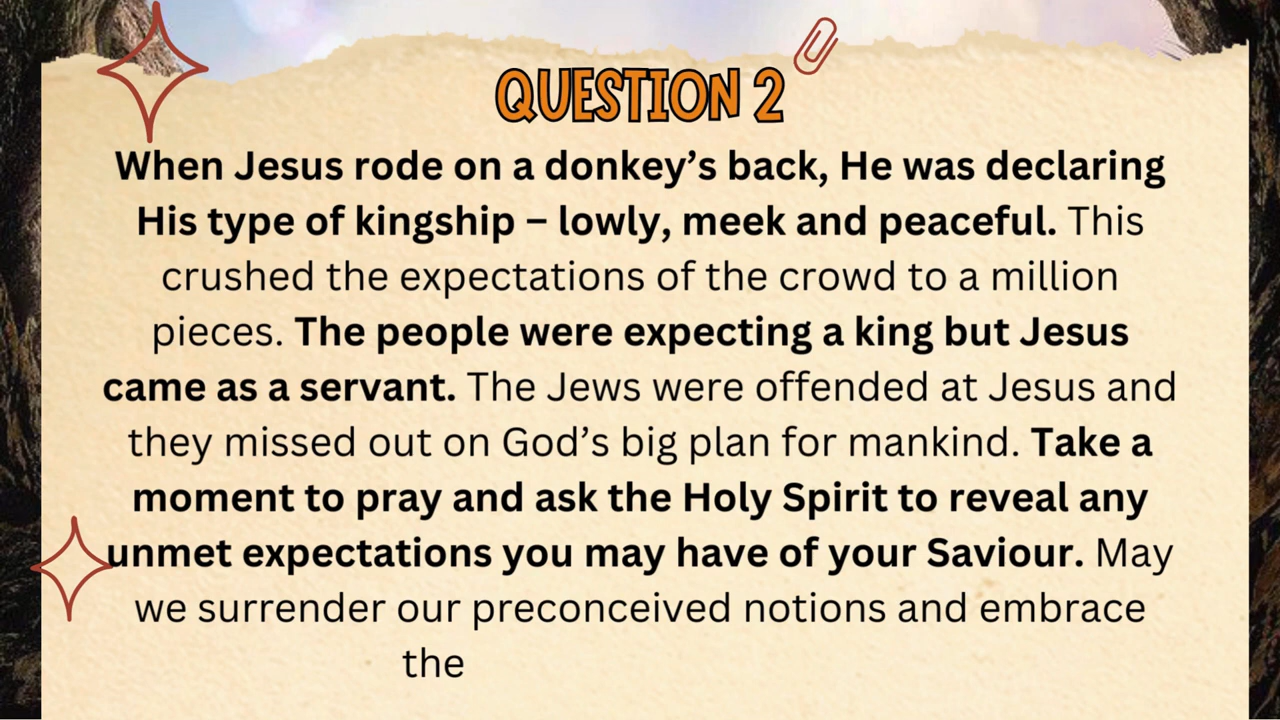 QUESTION 2
When Jesus rode on a donkey’s back, He was declaring
His type of kingship – lowly, meek and peaceful. This
crushed the expectations of the crowd to a million
pieces. The people were expecting a king but Jesus
came as a servant. The Jews were offended at Jesus and
they missed out on God’s big plan for mankind. Take a
moment to pray and ask the Holy Spirit to reveal any
unmet expectations you may have of your Saviour. May
we surrender our preconceived notions and embrace
the